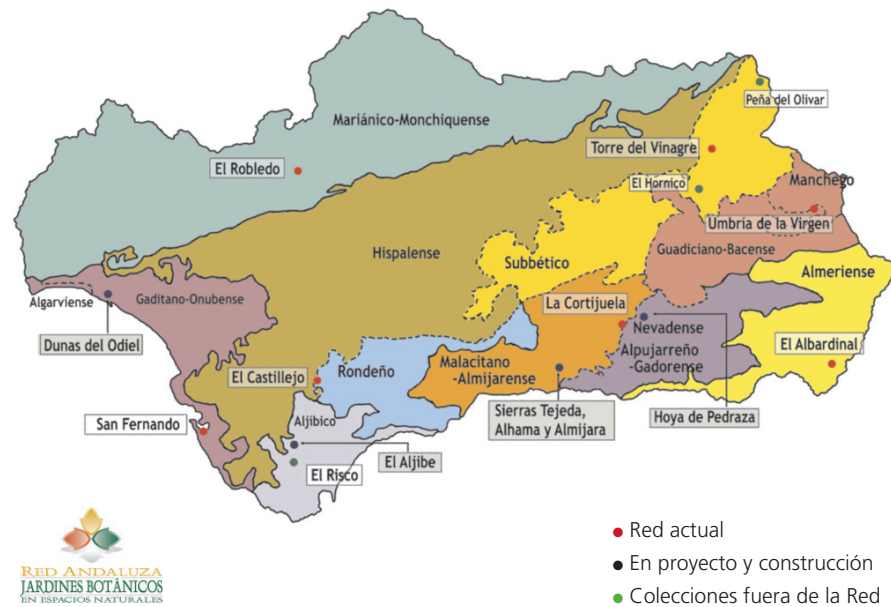 Peña del Olivar
Mariánico-Monchiquense
Torre del Vinagre
El Robledo
El Hornico
Manchego
Umbría de la Virgen
Hispalense
Guadiciano-Bacense
Subbético
Almeriense
Algarviense
Gaditano-Onubense
La Cortijuela
Nevadense
Dunas del Odiel
El Albardinal
Alpujarreño
-Gadorense
El Castillejo
Rondeño
Malacitano
-Almijarense
San Fernando
Aljíbico
Sierras Tejeda,
Alhama y Almijara
Hoya de Pedraza
El Aljibe
El Risco
Red actual
En proyecto y construcción
Colecciones fuera de la Red
RED ANDALUZA
JARDINES BOTÁNICOS
EN ESPACIOS NATURALES